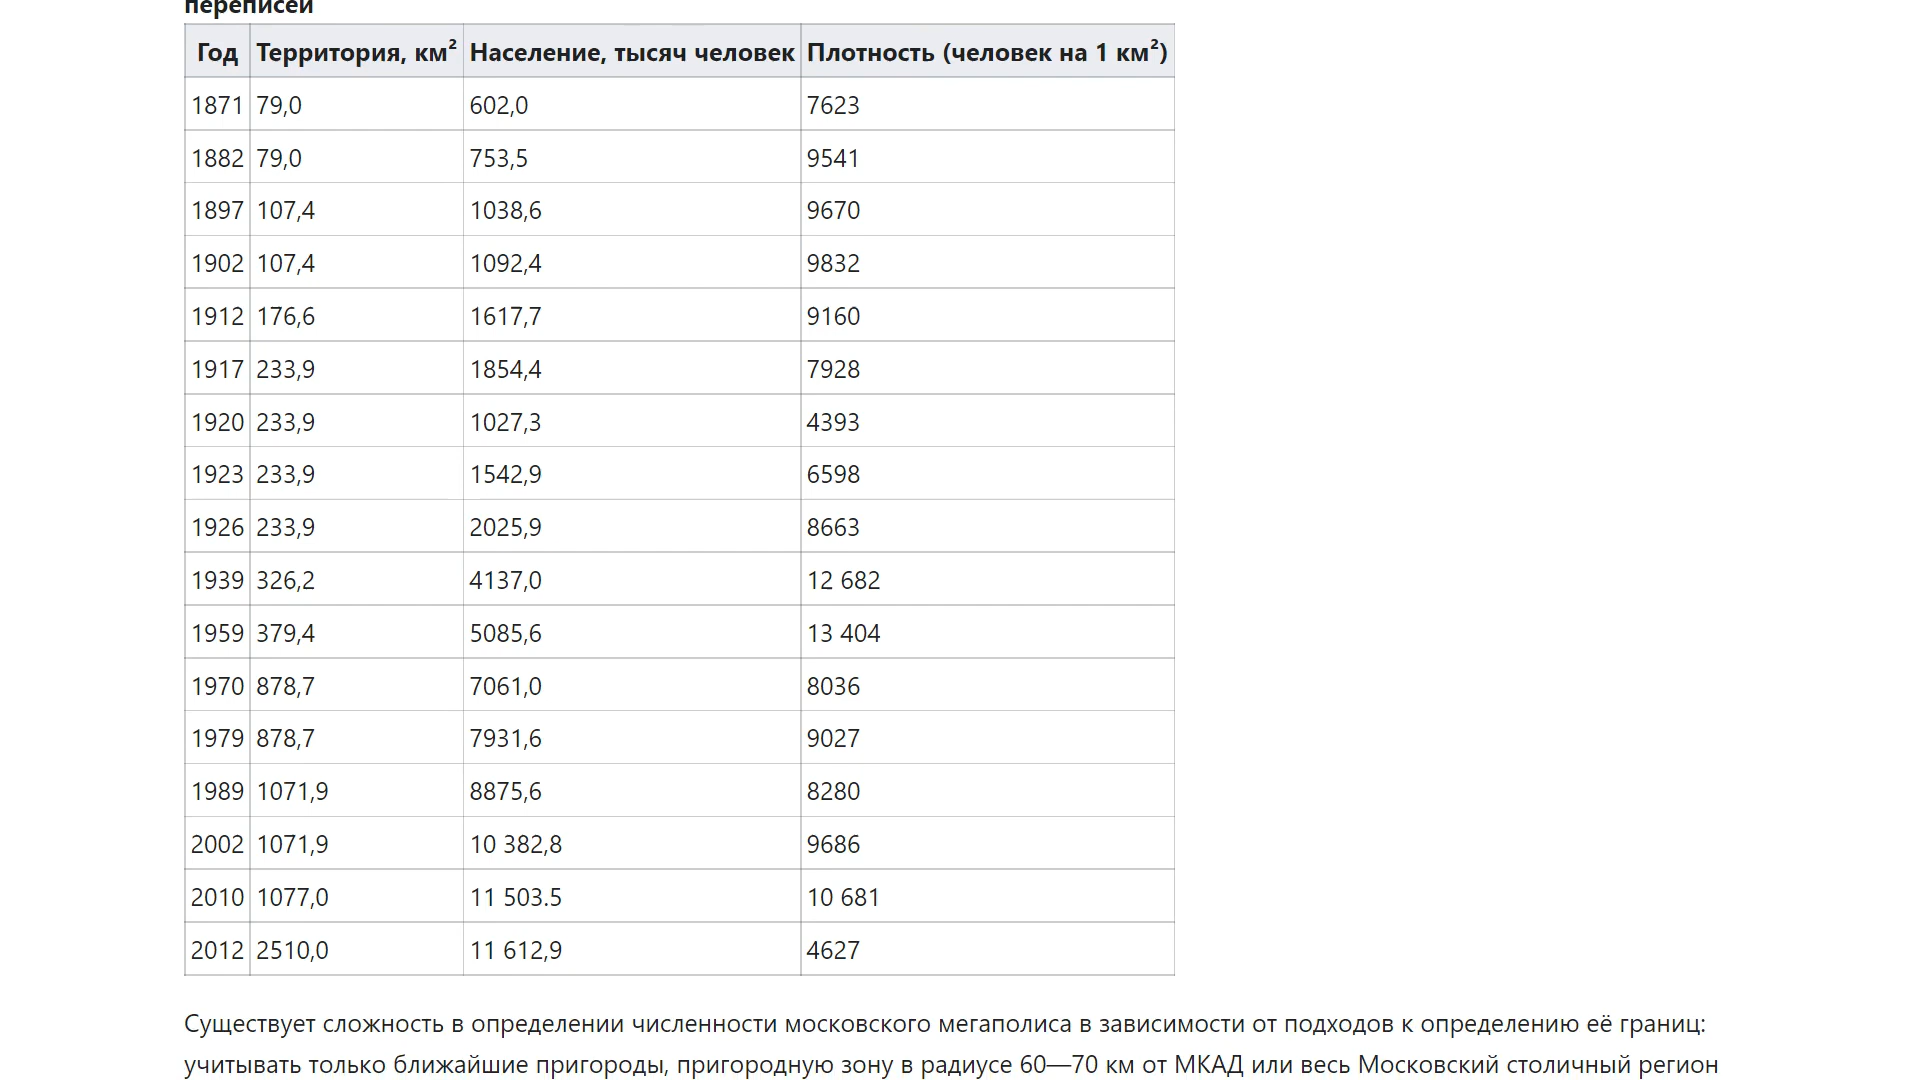 переписей
Год Территория, км² Население, тысяч человек Плотность (человек на 1 км²)
1871 79,0 602,0 7623
1882 79,0 753,5 9541
1897 107,4 1038,6 9670
1902 107,4 1092,4 9832
1912 176,6 1617,7 9160
1917 233,9 1854,4 7928
1920 233,9 1027,3 4393
1923 233,9 1542,9 6598
1926 233,9 2025,9 8663
1939 326,2 4137,0 12 682
1959 379,4 5085,6 13 404
1970 878,7 7061,0 8036
1979 878,7 7931,6 9027
1989 1071,9 8875,6 8280
2002 1071,9 10 382,8 9686
2010 1077,0 11 503.5 10 681
2012 2510,0 11 612,9 4627
Существует сложность в определении численности московского мегаполиса в зависимости от подходов к определению её границ:
учитывать только ближайшие пригороды, пригородную зону в радиусе 60—70 км от МКАД или весь Московский столичный регион